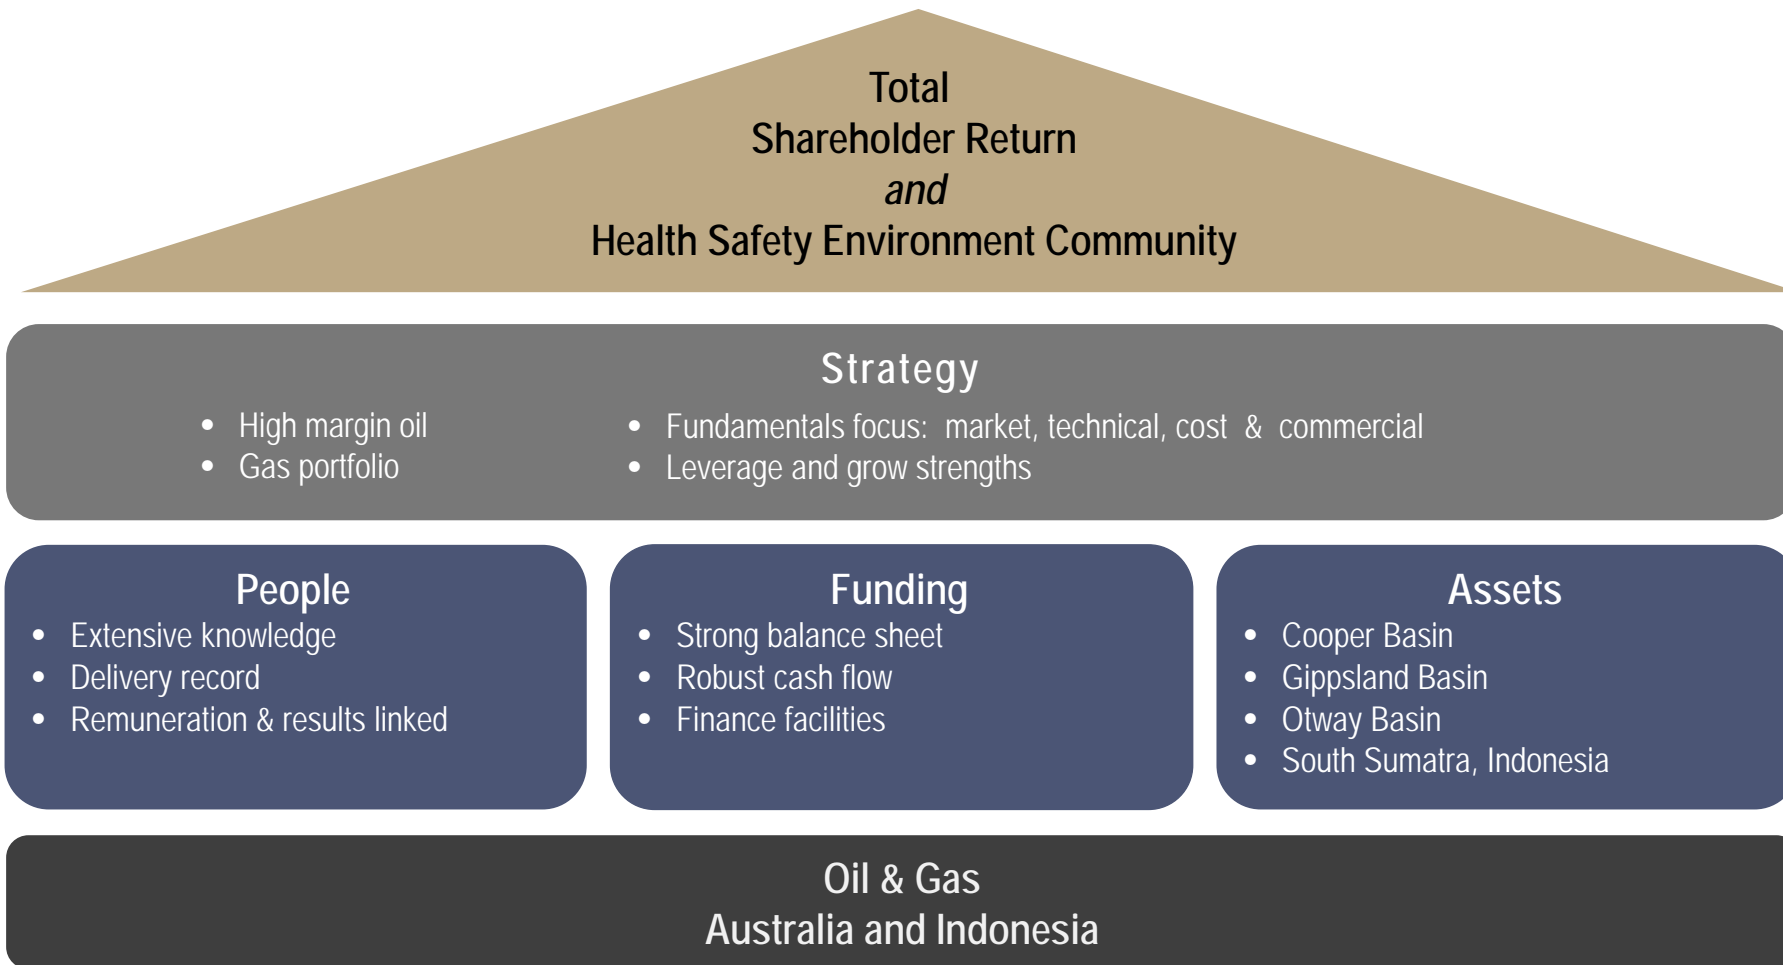 Total
Shareholder Return
and
Health Safety Environment Community
Strategy
• High margin oil
• Gas portfolio
• Fundamentals focus: market, technical, cost & commercial
• Leverage and grow strengths
People
• Extensive knowledge
• Delivery record
• Remuneration & results linked
Funding
• Strong balance sheet
• Robust cash flow
• Finance facilities
Assets
• Cooper Basin
• Gippsland Basin
• Otway Basin
• South Sumatra, Indonesia
Oil & Gas
Australia and Indonesia